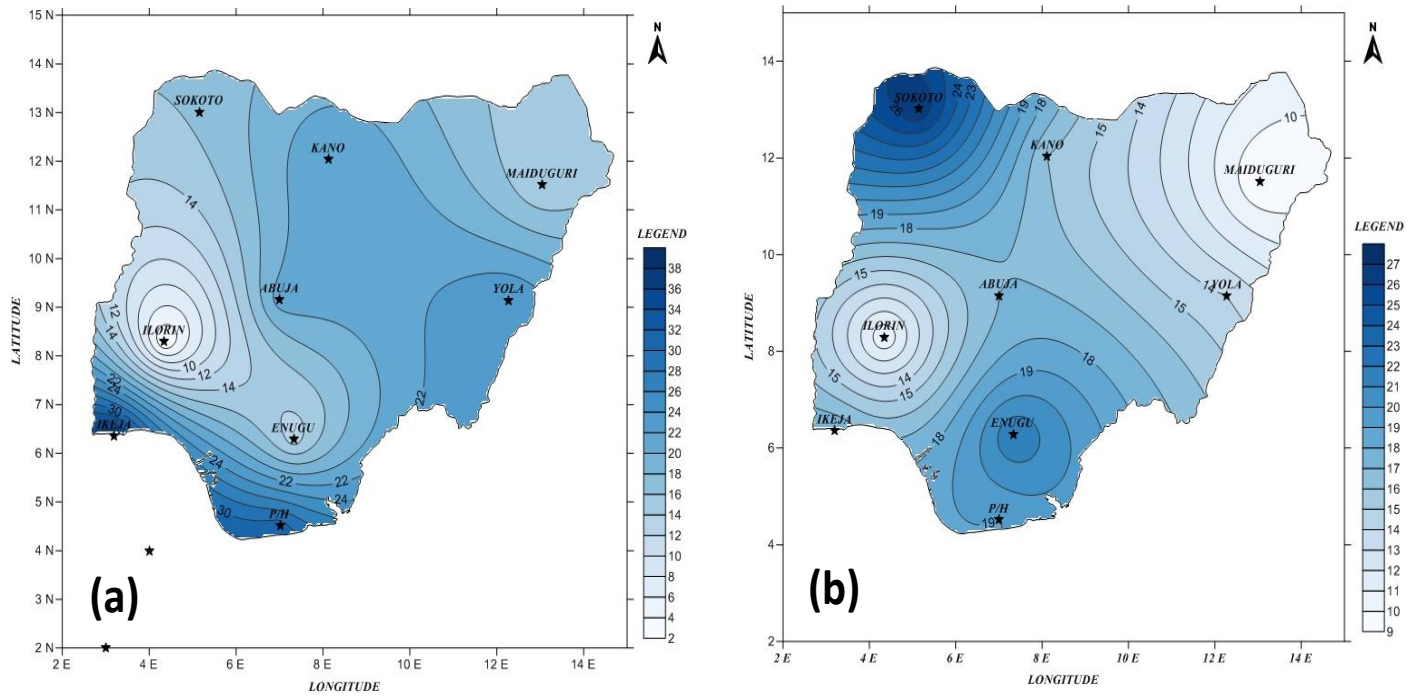 15 N
14 N
13 N
12 N
11 N
10 N
9 N
8 N
7 N
6 N
5 N
4 N
3 N
2 N
LATITUDE
2 E
4 E
6 E
8 E
10 E
12 E
14 E
LONGITUDE
N
SOKOTO
KANO
MAIDUGURI
14
ABUJA
YOLA
12
14
ILORIN
10
12
14
22
24
30
IKEJA
ENUGU
22
24
22
22
24
30
P/H
(a)
LEGEND
38
36
34
32
30
28
26
24
22
20
18
16
14
12
10
8
6
4
2
14
12
10
8
6
4
2
LATITUDE
2 E
4 E
6 E
8 E
10 E
12 E
14 E
LONGITUDE
N
SOKOTO
26
24
23
19
18
KANO
15
14
10
MAIDUGURI
19
18
15
ABUJA
15
14
YOLA
ILORIN
14
15
15
18
19
IKEJA
18
ENUGU
P/H
19
(b)
LEGEND
27
26
25
24
23
22
21
20
19
18
17
16
15
14
13
12
11
10
9